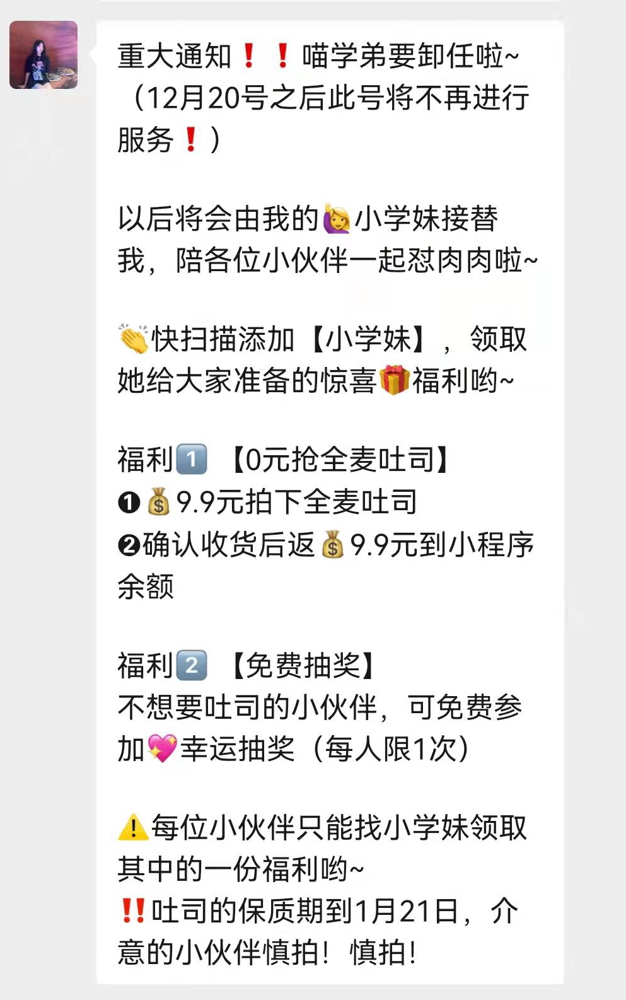 重大通知❗❗喵学弟要卸任啦~
（12月20号之后此号将不再进行
服务❗）
以后将会由我的🙋‍♀️小学妹接替
我，陪各位小伙伴一起怼肉肉啦~
👏快扫描添加【小学妹】，领取
她给大家准备的惊喜🎁福利哟~
福利1️⃣【0元抢全麦吐司】
❶💰9.9元拍下全麦吐司
❷确认收货后返💰9.9元到小程序
余额
福利2️⃣【免费抽奖】
不想要吐司的小伙伴，可免费参
加💖幸运抽奖（每人限1次）
⚠️每位小伙伴只能找小学妹领取
其中的一份福利哟~
‼️吐司的保质期到1月21日，介
意的小伙伴慎拍！慎拍！